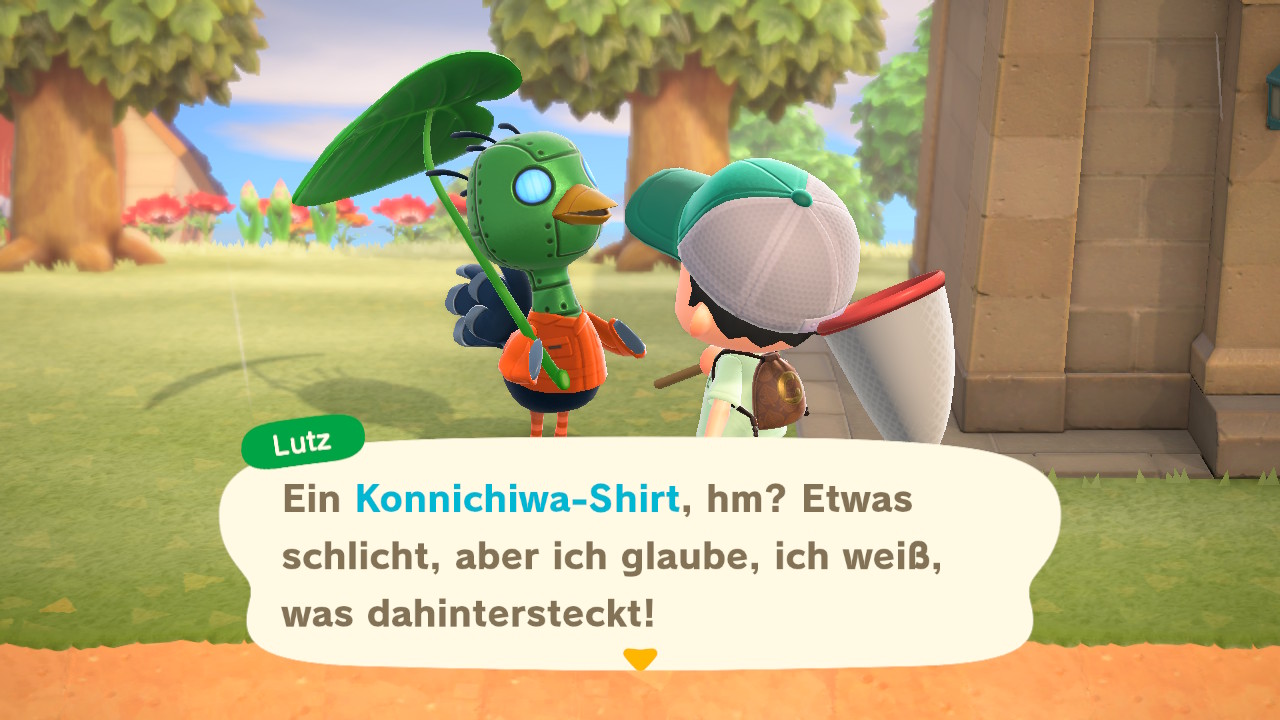 Lutz
Ein Konnichiwa-Shirt, hm? Etwas
schlicht, aber ich glaube, ich weiß,
was dahintersteckt!